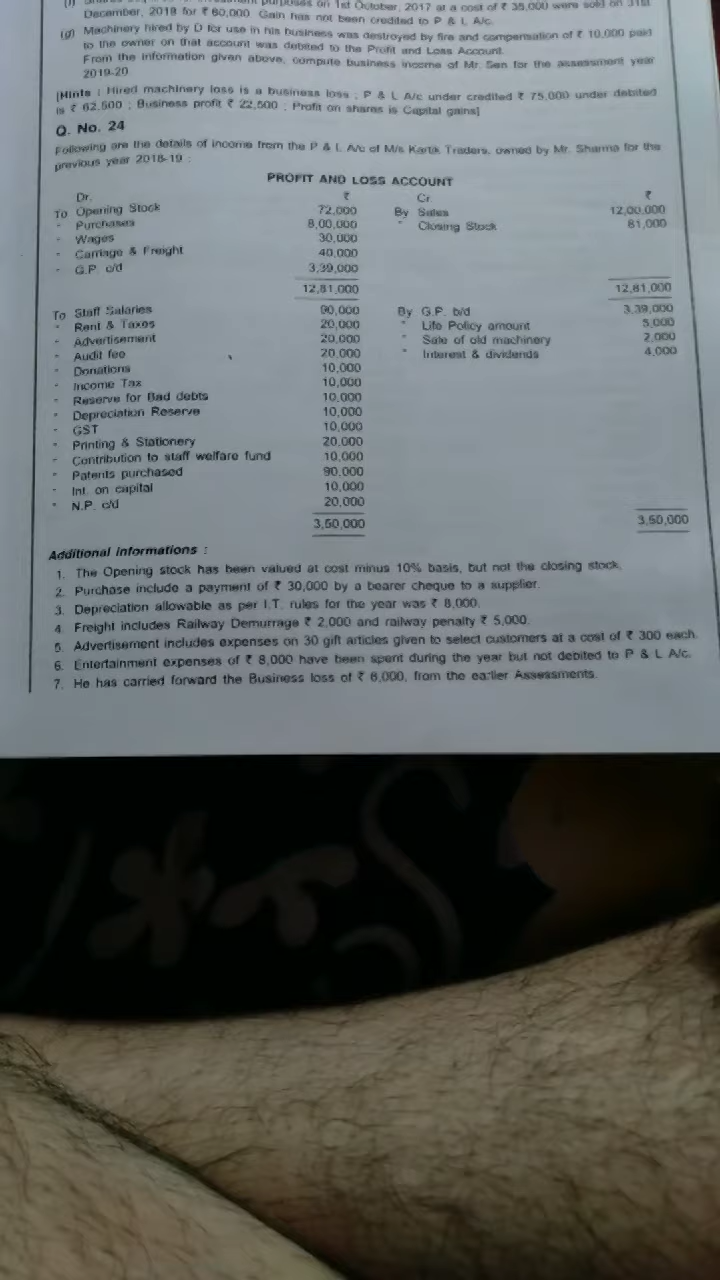 (f) Shares purposes on 1st October, 2017 at a cost of ₹ 35,000 were sold on 31st
December, 2018 for ₹ 60,000 Gain has not been credited to P & L A/c.
(g) Machinery hired by D for use in his business was destroyed by fire and compensation of ₹ 10,000 paid
to the owner on that account was debited to the Profit and Loss Account.
From the information given above, compute business income of Mr. Sen for the assessment year
2019-20
[Hints : Hired machinery loss is a business loss ; P & L A/c under credited ₹ 75,000 under debited
is ₹ 62,500 ; Business profit ₹ 22,500 ; Profit on shares is Capital gains]
Q. No. 24
Following are the details of income from the P & L A/c of M/s Kartik Traders, owned by Mr. Sharma for the
previous year 2018-19 :
PROFIT AND LOSS ACCOUNT
Dr. ₹ Cr. ₹
To Opening Stock 72,000 By Sales 12,00,000
" Purchases 8,00,000 " Closing Stock 81,000
" Wages 30,000
" Carriage & Freight 40,000
" G.P. c/d 3,39,000
12,81,000 12,81,000
To Staff Salaries 90,000 By G.P. b/d 3,39,000
" Rent & Taxes 20,000 " Life Policy amount 5,000
" Advertisement 20,000 " Sale of old machinery 2,000
" Audit fee 20,000 " Interest & dividends 4,000
" Donations 10,000
" Income Tax 10,000
" Reserve for Bad debts 10,000
" Depreciation Reserve 10,000
" GST 10,000
" Printing & Stationery 20,000
" Contribution to staff welfare fund 10,000
" Patents purchased 90,000
" Int. on capital 10,000
" N.P. c/d 20,000
3,50,000 3,50,000
Additional informations :
1. The Opening stock has been valued at cost minus 10% basis, but not the closing stock.
2. Purchase include a payment of ₹ 30,000 by a bearer cheque to a supplier.
3. Depreciation allowable as per I.T. rules for the year was ₹ 8,000.
4. Freight includes Railway Demurrage ₹ 2,000 and railway penalty ₹ 5,000.
5. Advertisement includes expenses on 30 gift articles given to select customers at a cost of ₹ 300 each.
6. Entertainment expenses of ₹ 8,000 have been spent during the year but not debited to P & L A/c.
7. He has carried forward the Business loss of ₹ 6,000, from the earlier Assessments.